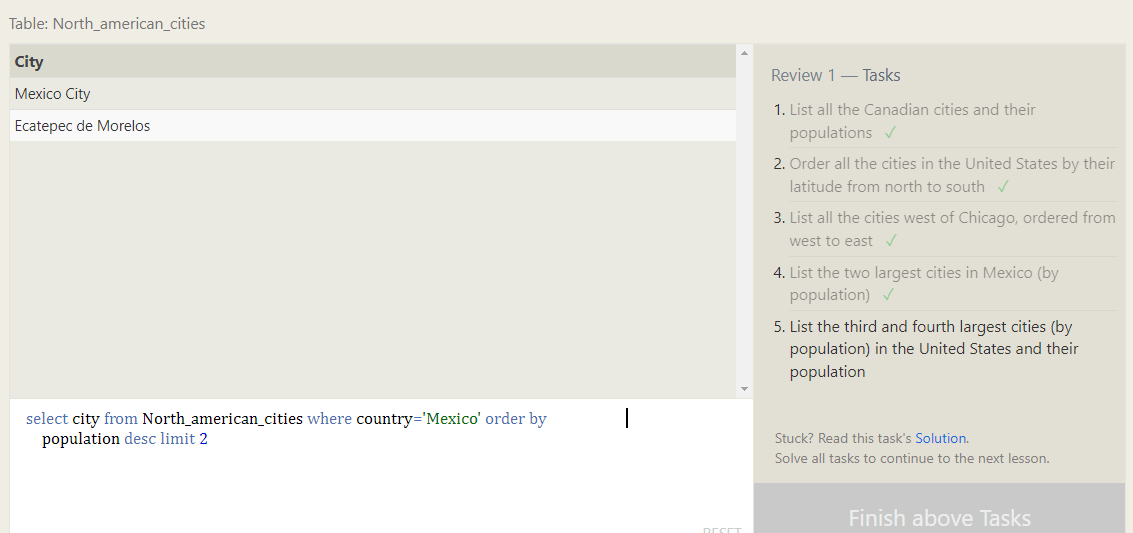 Table: North_american_cities
City
Mexico City
Ecatepec de Morelos
select city from North_american_cities where country='Mexico' order by
population desc limit 2
RESET
Review 1 — Tasks
1. List all the Canadian cities and their
populations ✓
2. Order all the cities in the United States by their
latitude from north to south ✓
3. List all the cities west of Chicago, ordered from
west to east ✓
4. List the two largest cities in Mexico (by
population) ✓
5. List the third and fourth largest cities (by
population) in the United States and their
population
Stuck? Read this task's Solution.
Solve all tasks to continue to the next lesson.
Finish above Tasks